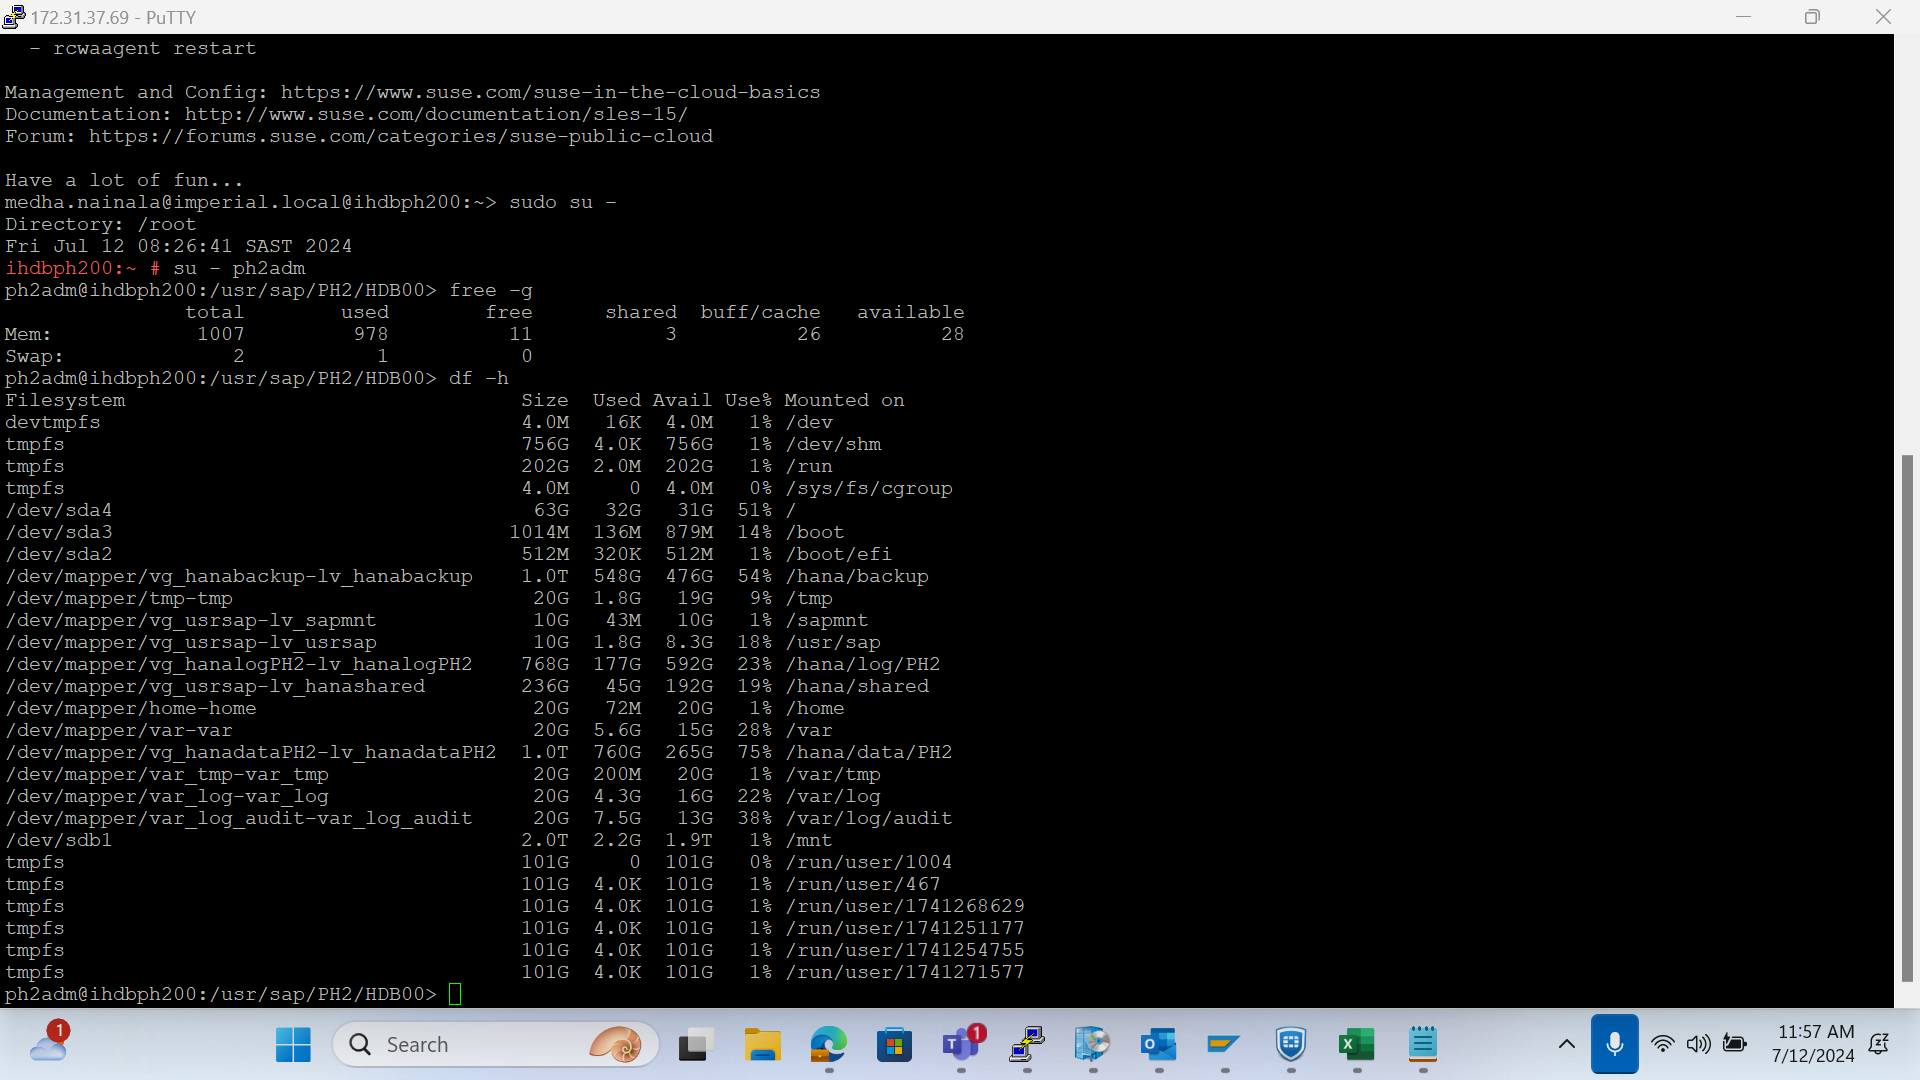 172.31.37.69 - PuTTY
- rcwaagent restart
Management and Config: https://www.suse.com/suse-in-the-cloud-basics
Documentation: http://www.suse.com/documentation/sles-15/
Forum: https://forums.suse.com/categories/suse-public-cloud
Have a lot of fun...
medha.nainala@imperial.local@ihdbph200:~> sudo su -
Directory: /root
Fri Jul 12 08:26:41 SAST 2024
ihdbph200:~ # su - ph2adm
ph2adm@ihdbph200:/usr/sap/PH2/HDB00> free -g
total used free shared buff/cache available
Mem: 1007 978 11 3 26 28
Swap: 2 1 0
ph2adm@ihdbph200:/usr/sap/PH2/HDB00> df -h
Filesystem Size Used Avail Use% Mounted on
devtmpfs 4.0M 16K 4.0M 1% /dev
tmpfs 756G 4.0K 756G 1% /dev/shm
tmpfs 202G 2.0M 202G 1% /run
tmpfs 4.0M 0 4.0M 0% /sys/fs/cgroup
/dev/sda4 63G 32G 31G 51% /
/dev/sda3 1014M 136M 879M 14% /boot
/dev/sda2 512M 320K 512M 1% /boot/efi
/dev/mapper/vg_hanabackup-lv_hanabackup 1.0T 548G 476G 54% /hana/backup
/dev/mapper/tmp-tmp 20G 1.8G 19G 9% /tmp
/dev/mapper/vg_usrsap-lv_sapmnt 10G 43M 10G 1% /sapmnt
/dev/mapper/vg_usrsap-lv_usrsap 10G 1.8G 8.3G 18% /usr/sap
/dev/mapper/vg_hanalogPH2-lv_hanalogPH2 768G 177G 592G 23% /hana/log/PH2
/dev/mapper/vg_usrsap-lv_hanashared 236G 45G 192G 19% /hana/shared
/dev/mapper/home-home 20G 72M 20G 1% /home
/dev/mapper/var-var 20G 5.6G 15G 28% /var
/dev/mapper/vg_hanadataPH2-lv_hanadataPH2 1.0T 760G 265G 75% /hana/data/PH2
/dev/mapper/var_tmp-var_tmp 20G 200M 20G 1% /var/tmp
/dev/mapper/var_log-var_log 20G 4.3G 16G 22% /var/log
/dev/mapper/var_log_audit-var_log_audit 20G 7.5G 13G 38% /var/log/audit
/dev/sdb1 2.0T 2.2G 1.9T 1% /mnt
tmpfs 101G 0 101G 0% /run/user/1004
tmpfs 101G 4.0K 101G 1% /run/user/467
tmpfs 101G 4.0K 101G 1% /run/user/1741268629
tmpfs 101G 4.0K 101G 1% /run/user/1741251177
tmpfs 101G 4.0K 101G 1% /run/user/1741254755
tmpfs 101G 4.0K 101G 1% /run/user/1741271577
ph2adm@ihdbph200:/usr/sap/PH2/HDB00>
1
Search
1
11:57 AM
7/12/2024